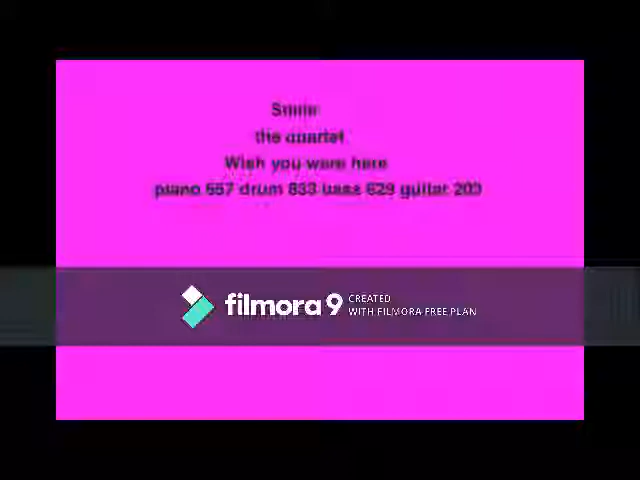 the quartet
Wish you were here
piano 557 drum 833 bass 629 guitar 203
filmora 9 CREATED
WITH FILMORA FREE PLAN